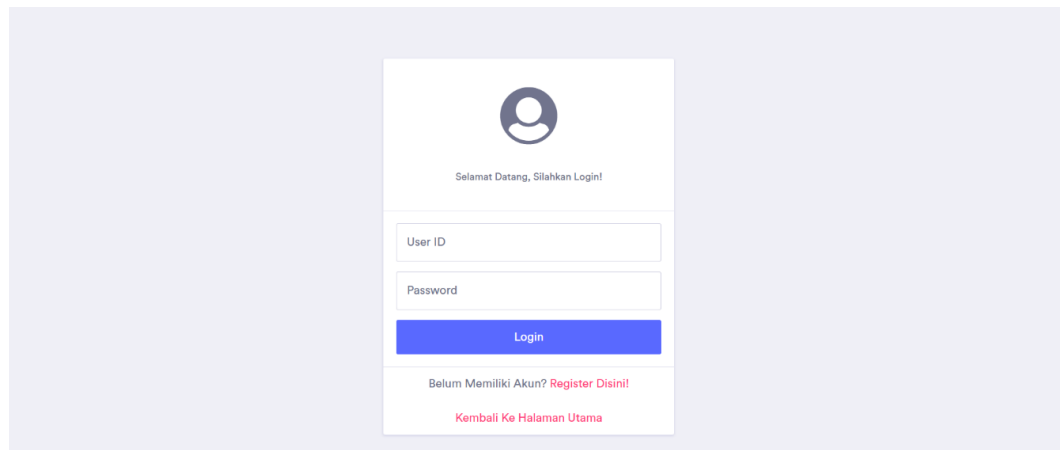 Selamat Datang, Silahkan Login!
User ID
Password
Login
Belum Memiliki Akun? Register Disini!
Kembali Ke Halaman Utama